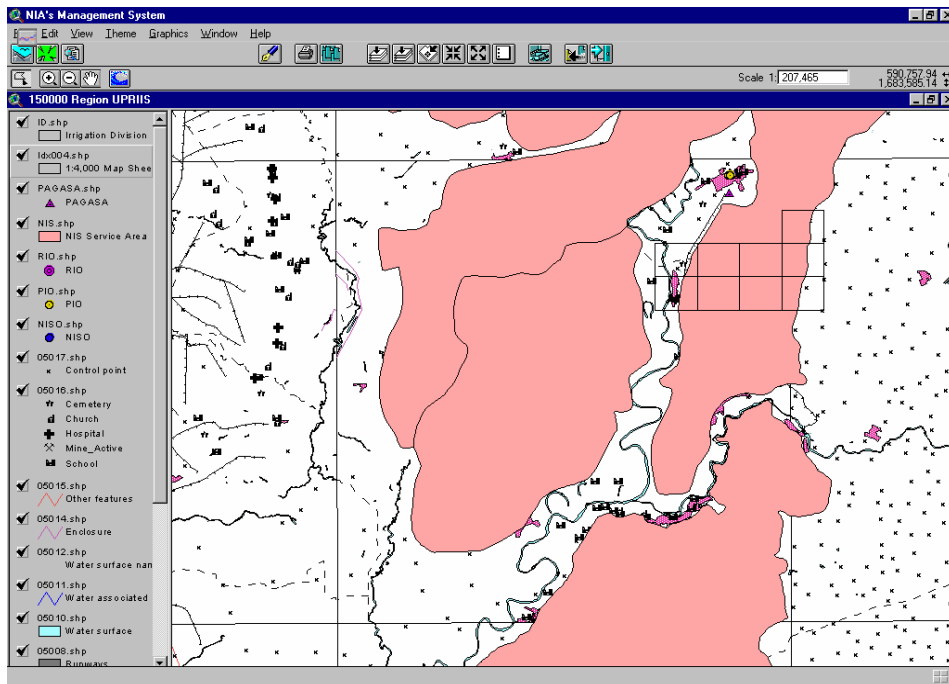 NIA's Management System
Edit View Theme Graphics Window Help
Scale 1: 207,465
590,757.94
1,683,585.14
150000 Region UPRIIS
ID.shp
Irrigation Division
Idx004.shp
1:4,000 Map Shee
PAGASA.shp
PAGASA
NIS.shp
NIS Service Area
RIO.shp
RIO
PIO.shp
PIO
NISO.shp
NISO
05017.shp
Control point
05016.shp
Cemetery
Church
Hospital
Mine_Active
School
05015.shp
Other features
05014.shp
Enclosure
05012.shp
Water surface nam
05011.shp
Water associated
05010.shp
Water surface
05008.shp
Runways